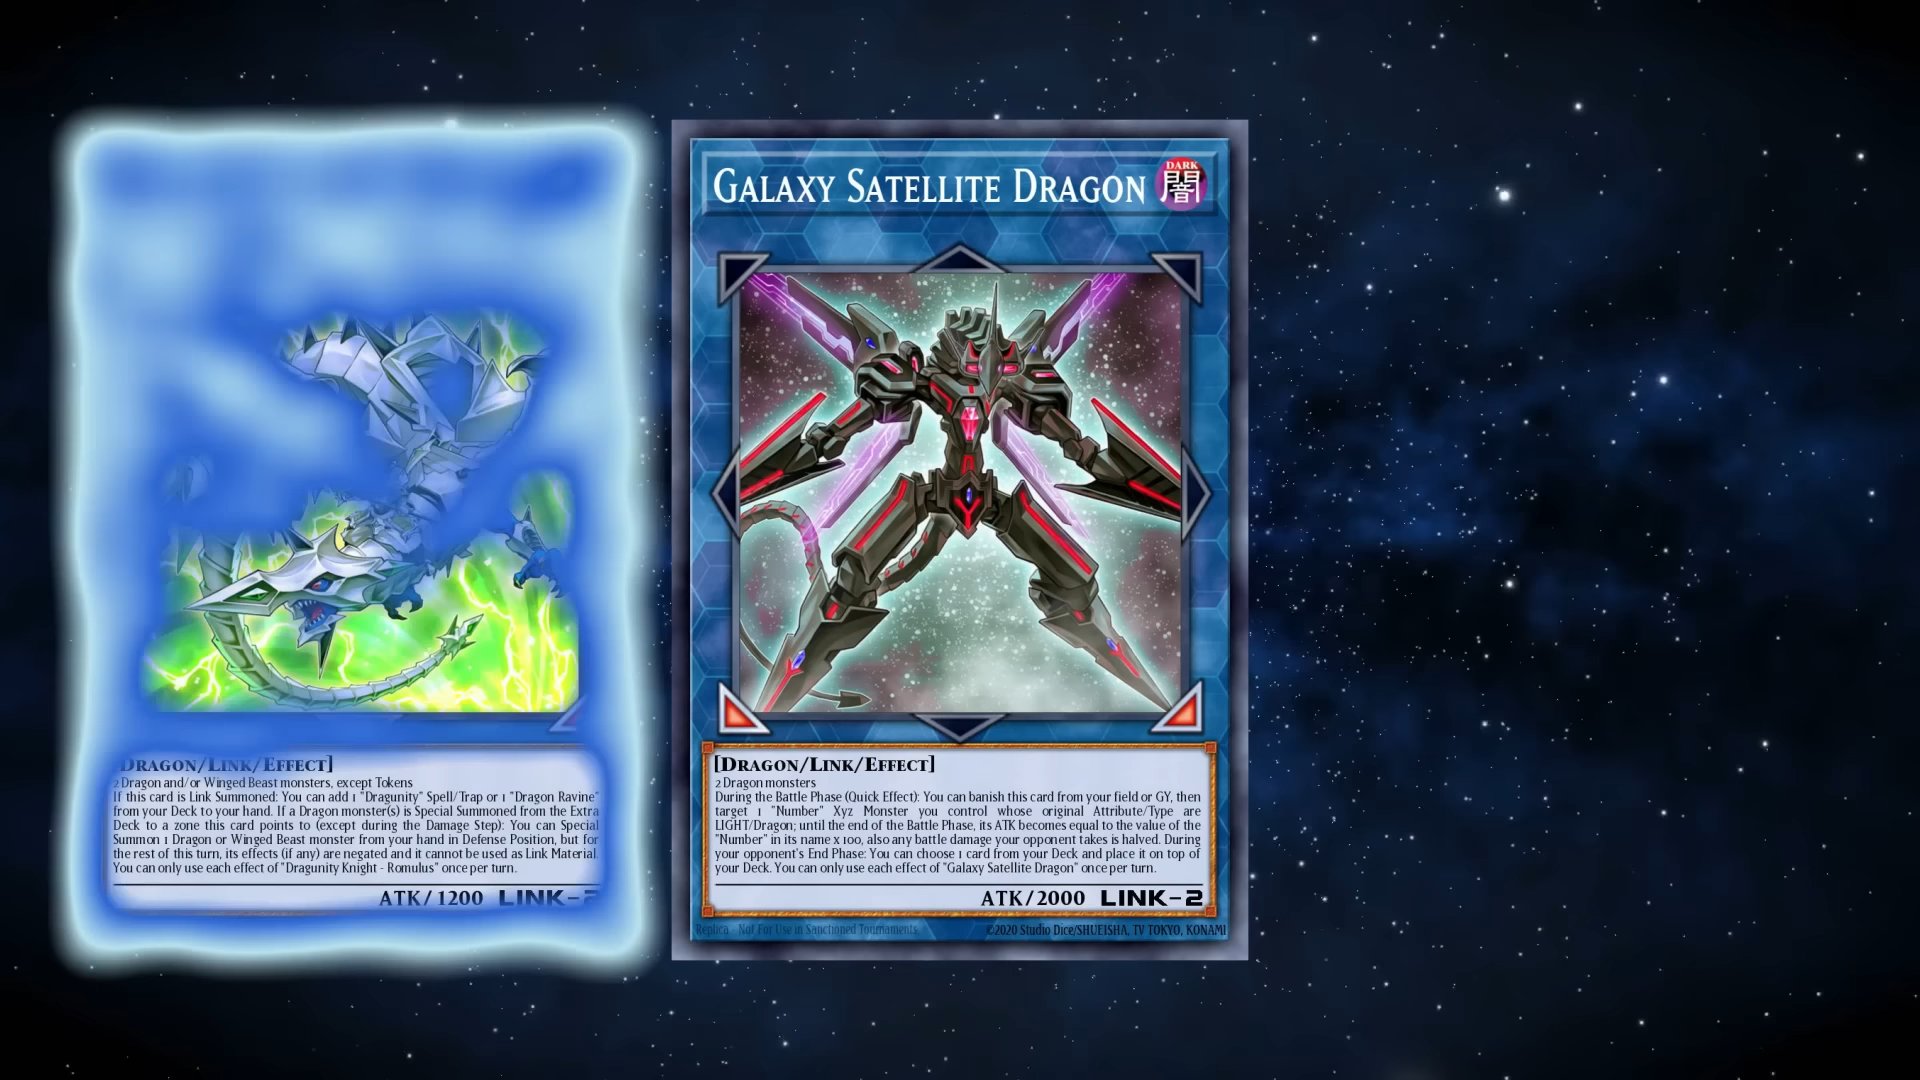 DRAGON/LINK/EFFECT]
2 Dragon and/or Winged Beast monsters, except Tokens
If this card is Link Summoned: You can add 1 "Dragunity" Spell/Trap or 1 "Dragon Ravine"
from your Deck to your hand. If a Dragon monster(s) is Special Summoned from the Extra
Deck to a zone this card points to (except during the Damage Step): You can Special
Summon 1 Dragon or Winged Beast monster from your hand in Defense Position, but for
the rest of this turn, its effects (if any) are negated and it cannot be used as Link Material.
You can only use each effect of "Dragunity Knight - Romulus" once per turn.
ATK/1200 LINK-2
GALAXY SATELLITE DRAGON
DARK
闇
[DRAGON/LINK/EFFECT]
2 Dragon monsters
During the Battle Phase (Quick Effect): You can banish this card from your field or GY, then
target 1 "Number" Xyz Monster you control whose original Attribute/Type are
LIGHT/Dragon; until the end of the Battle Phase, its ATK becomes equal to the value of the
"Number" in its name x 100, also any battle damage your opponent takes is halved. During
your opponent's End Phase: You can choose 1 card from your Deck and place it on top of
your Deck. You can only use each effect of "Galaxy Satellite Dragon" once per turn.
ATK/2000 LINK-2
Replica - Not For Use in Sanctioned Tournaments
©2020 Studio Dice/SHUEISHA, TV TOKYO, KONAMI